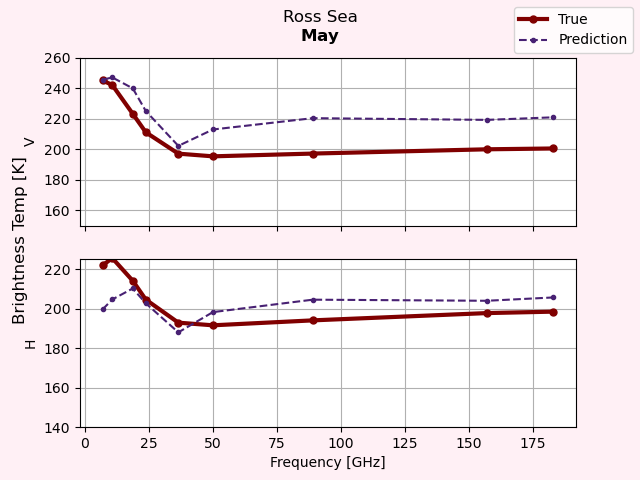 Ross Sea
May
True
Prediction
260
240
220
200
180
160
V
Brightness Temp [K]
220
200
180
160
140
H
0 25 50 75 100 125 150 175
Frequency [GHz]